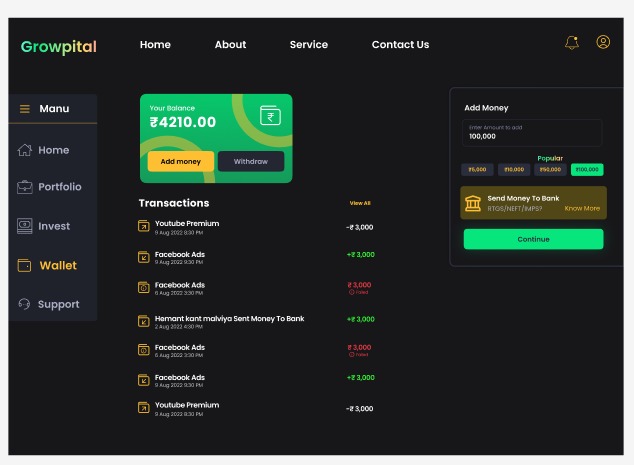 Growpital
Home
About
Service
Contact Us
Manu
Home
Portfolio
Invest
Wallet
Support
Your Balance
₹4210.00
₹
Add money
Withdraw
Transactions
View All
Youtube Premium
-₹ 3,000
9 Aug 2022 8:30 PM
Facebook Ads
+₹ 3,000
9 Aug 2022 9:30 PM
Facebook Ads
₹ 3,000
6 Aug 2022 3:30 PM
Failed
Hemant kant malviya Sent Money To Bank
+₹ 3,000
2 Aug 2022 4:30 PM
Facebook Ads
₹ 3,000
6 Aug 2022 3:30 PM
Failed
Facebook Ads
+₹ 3,000
9 Aug 2022 9:30 PM
Youtube Premium
-₹ 3,000
9 Aug 2022 8:30 PM
Add Money
Enter Amount to add
100,000
Popular
₹5,000
₹10,000
₹50,000
₹100,000
Send Money To Bank
RTGS/NEFT/IMPS?
Know More
Continue